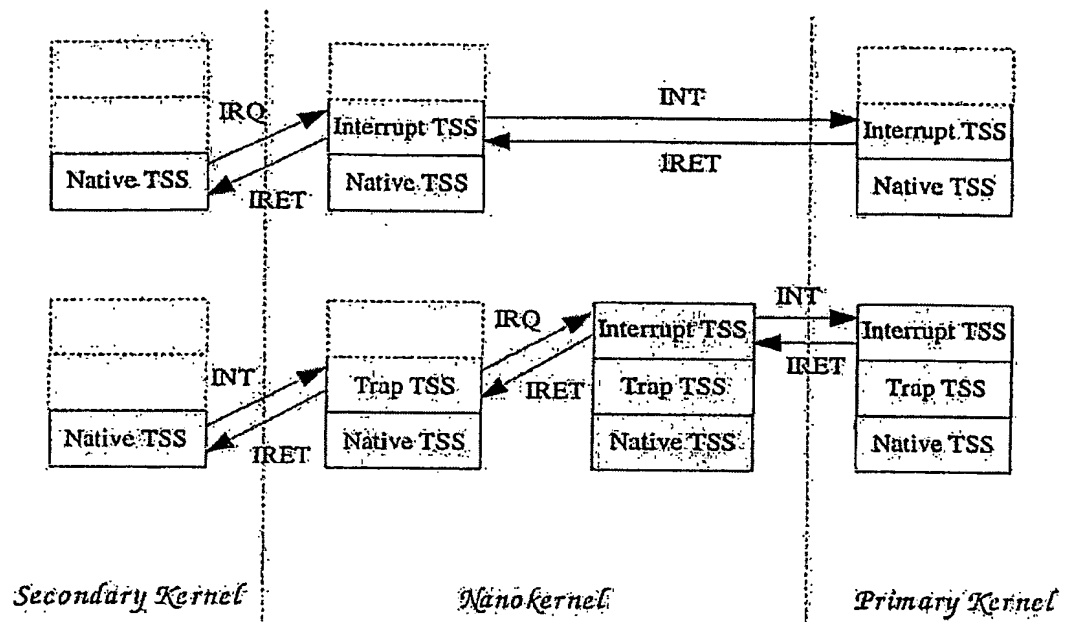 IRQ
INT
Interrupt TSS
Interrupt TSS
IRET
Native TSS
Native TSS
IRET
Native TSS
IRQ
INT
Interrupt TSS
Interrupt TSS
INT
IRET
Trap TSS
IRET
Trap TSS
Trap TSS
Native TSS
IRET
Native TSS
Native TSS
Native TSS
Secondary Kernel
Nanokernel
Primary Kernel